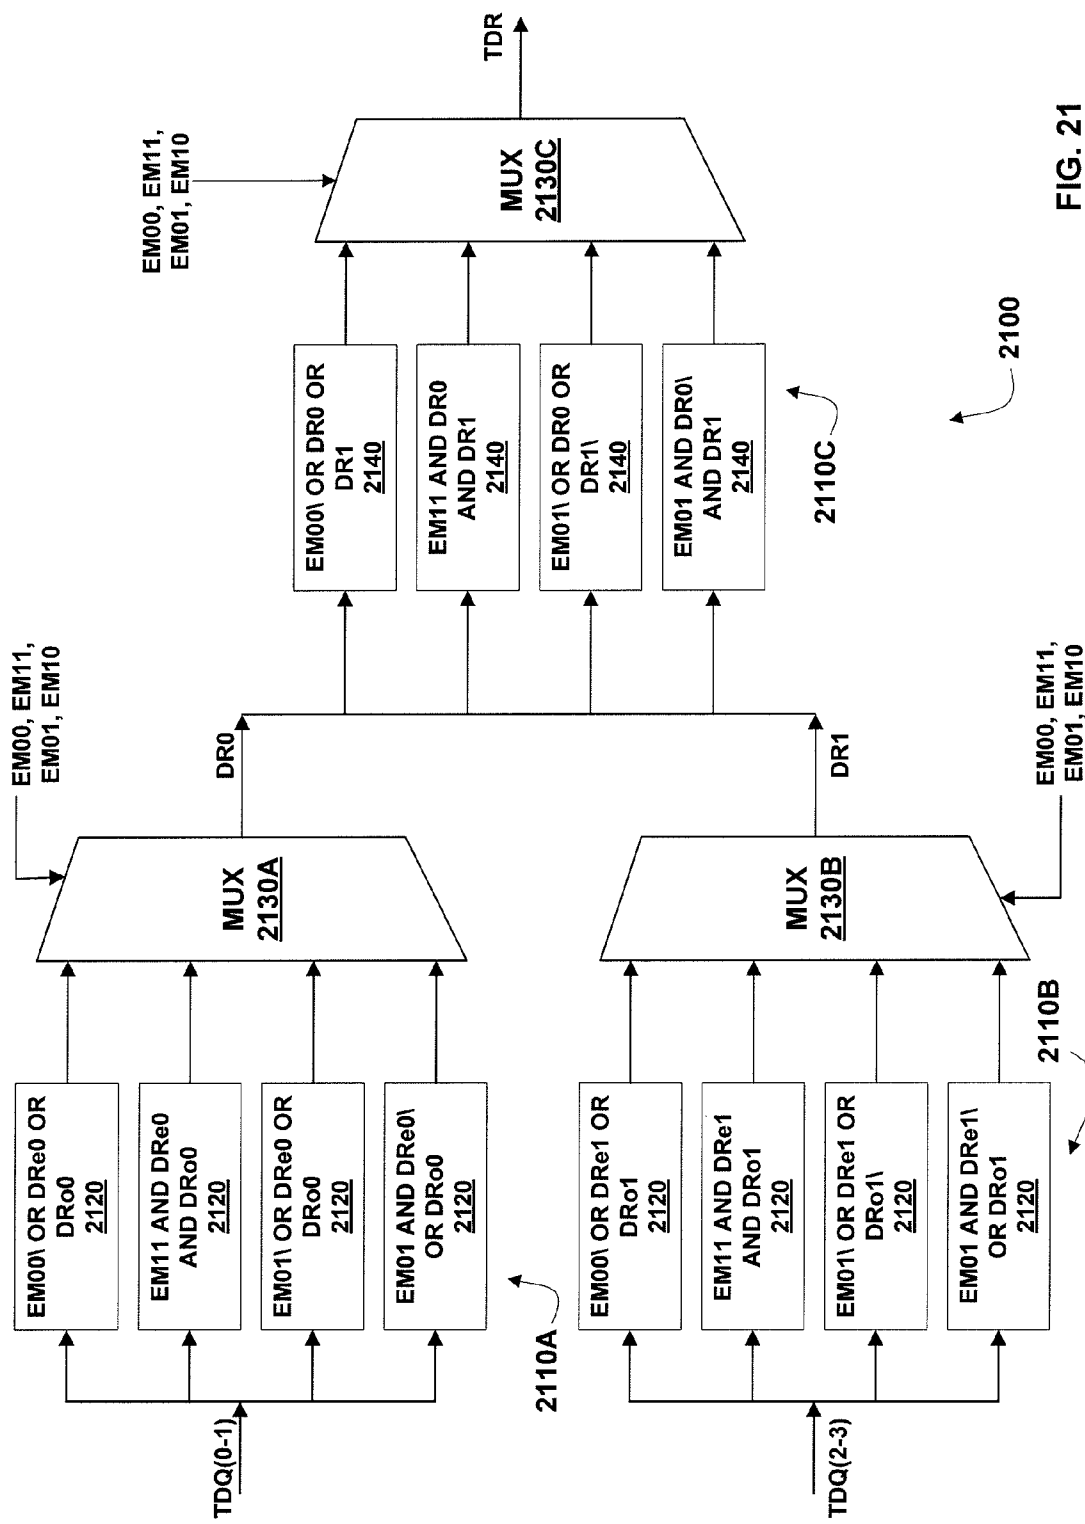 TDQ(0-1)
EM00\ OR DRe0 OR
DRo0
2120
EM11 AND DRe0
AND DRo0
2120
EM01\ OR DRe0 OR
DRo0
2120
EM01 AND DRe0\
OR DRo0
2120
2110A
MUX
2130A
EM00, EM11,
EM01, EM10
DR0
TDQ(2-3)
EM00\ OR DRe1 OR
DRo1
2120
EM11 AND DRe1
AND DRo1
2120
EM01\ OR DRe1 OR
DRo1\
2120
EM01 AND DRe1\
OR DRo1
2120
2110B
MUX
2130B
EM00, EM11,
EM01, EM10
DR1
EM00\ OR DR0 OR
DR1
2140
EM11 AND DR0
AND DR1
2140
EM01\ OR DR0 OR
DR1\
2140
EM01 AND DR0\
AND DR1
2140
2110C
MUX
2130C
EM00, EM11,
EM01, EM10
TDR
2100
FIG. 21